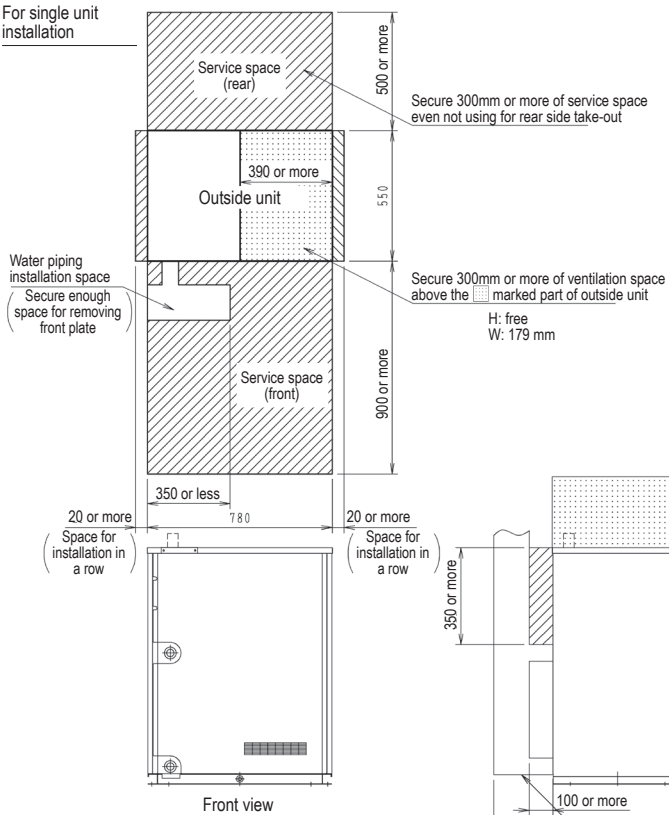 For single unit
installation
Service space
(rear)
500 or more
Secure 300mm or more of service space
even not using for rear side take-out
390 or more
Outside unit
550
Water piping
installation space
(Secure enough
space for removing
front plate)
Secure 300mm or more of ventilation space
above the marked part of outside unit
H: free
W: 179 mm
Service space
(front)
900 or more
350 or less
20 or more
780
20 or more
(Space for
installation in
a row)
(Space for
installation in
a row)
350 or more
Front view
100 or more